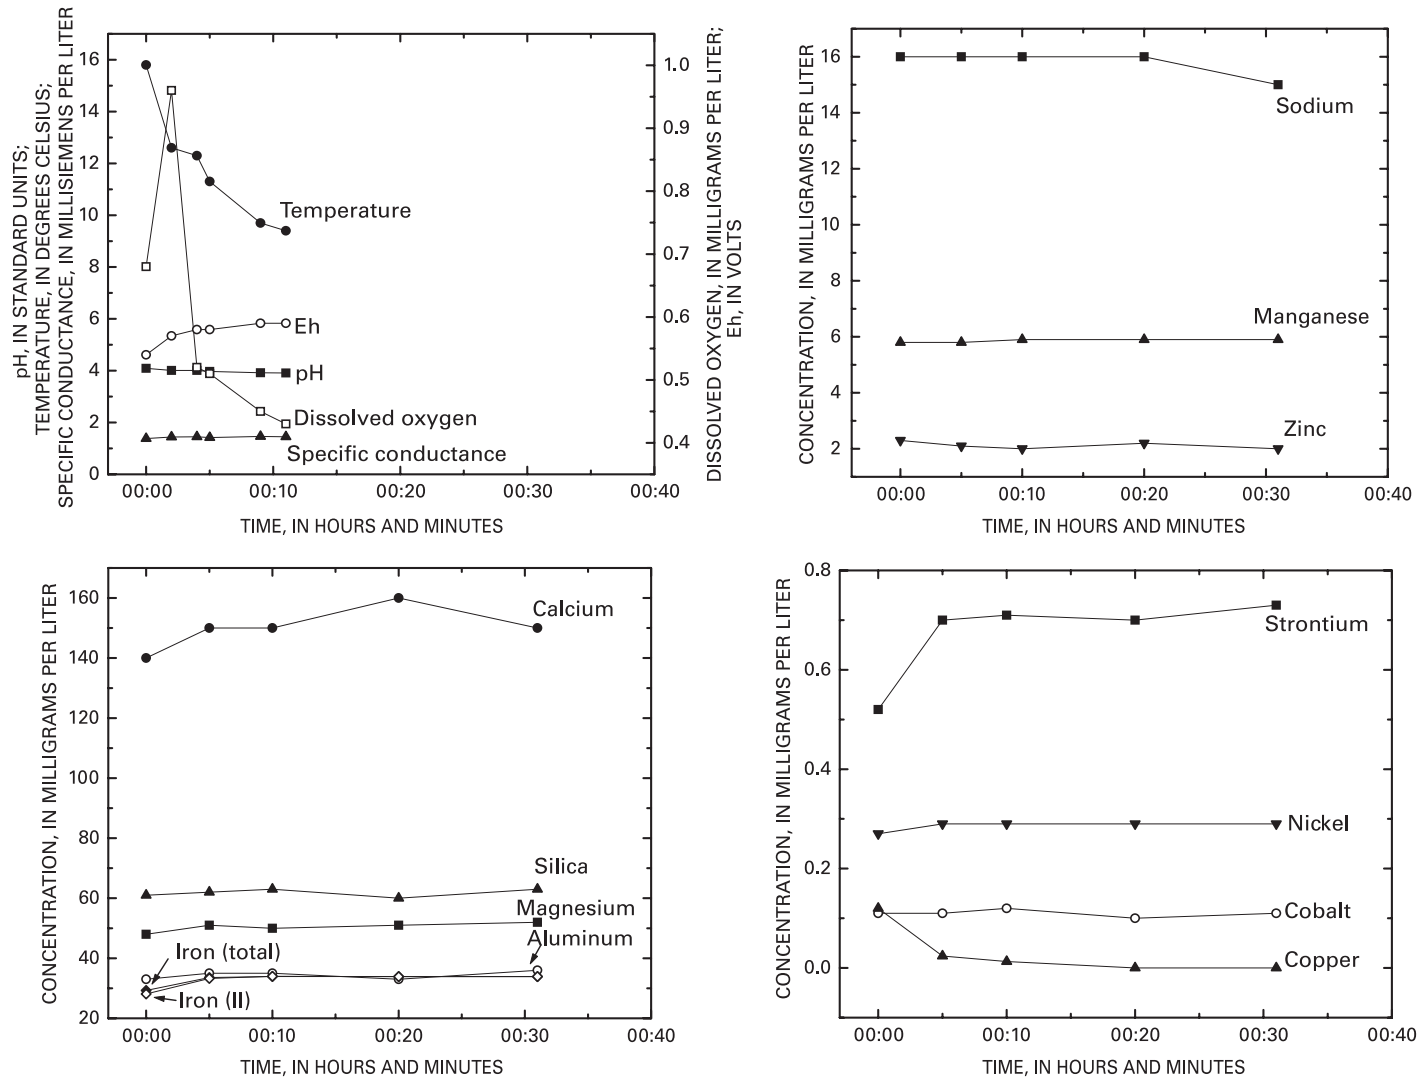 pH, IN STANDARD UNITS;
TEMPERATURE, IN DEGREES CELSIUS;
SPECIFIC CONDUCTANCE, IN MILLISIEMENS PER LITER
16
14
12
10
8
6
4
2
0
1.0
0.9
0.8
0.7
0.6
0.5
0.4
DISSOLVED OXYGEN, IN MILLIGRAMS PER LITER;
Eh, IN VOLTS
Temperature
Eh
pH
Dissolved oxygen
Specific conductance
00:00 00:10 00:20 00:30 00:40
TIME, IN HOURS AND MINUTES
CONCENTRATION, IN MILLIGRAMS PER LITER
16
14
12
10
8
6
4
2
Sodium
Manganese
Zinc
00:00 00:10 00:20 00:30 00:40
TIME, IN HOURS AND MINUTES
CONCENTRATION, IN MILLIGRAMS PER LITER
160
140
120
100
80
60
40
20
Calcium
Silica
Magnesium
Aluminum
Iron (total)
Iron (II)
00:00 00:10 00:20 00:30 00:40
TIME, IN HOURS AND MINUTES
CONCENTRATION, IN MILLIGRAMS PER LITER
0.8
0.6
0.4
0.2
0.0
Strontium
Nickel
Cobalt
Copper
00:00 00:10 00:20 00:30 00:40
TIME, IN HOURS AND MINUTES